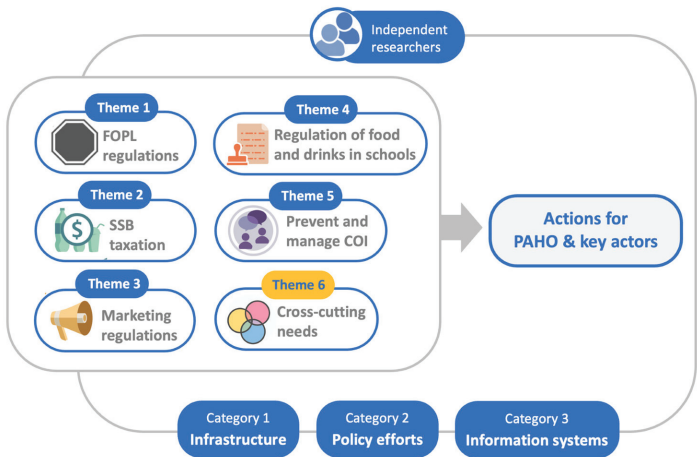 Independent
researchers
Theme 1
FOPL
regulations
Theme 4
Regulation of food
and drinks in schools
Theme 2
$
SSB
taxation
Theme 5
Prevent and
manage COI
Theme 3
Marketing
regulations
Theme 6
Cross-cutting
needs
Actions for
PAHO & key actors
Category 1
Infrastructure
Category 2
Policy efforts
Category 3
Information systems